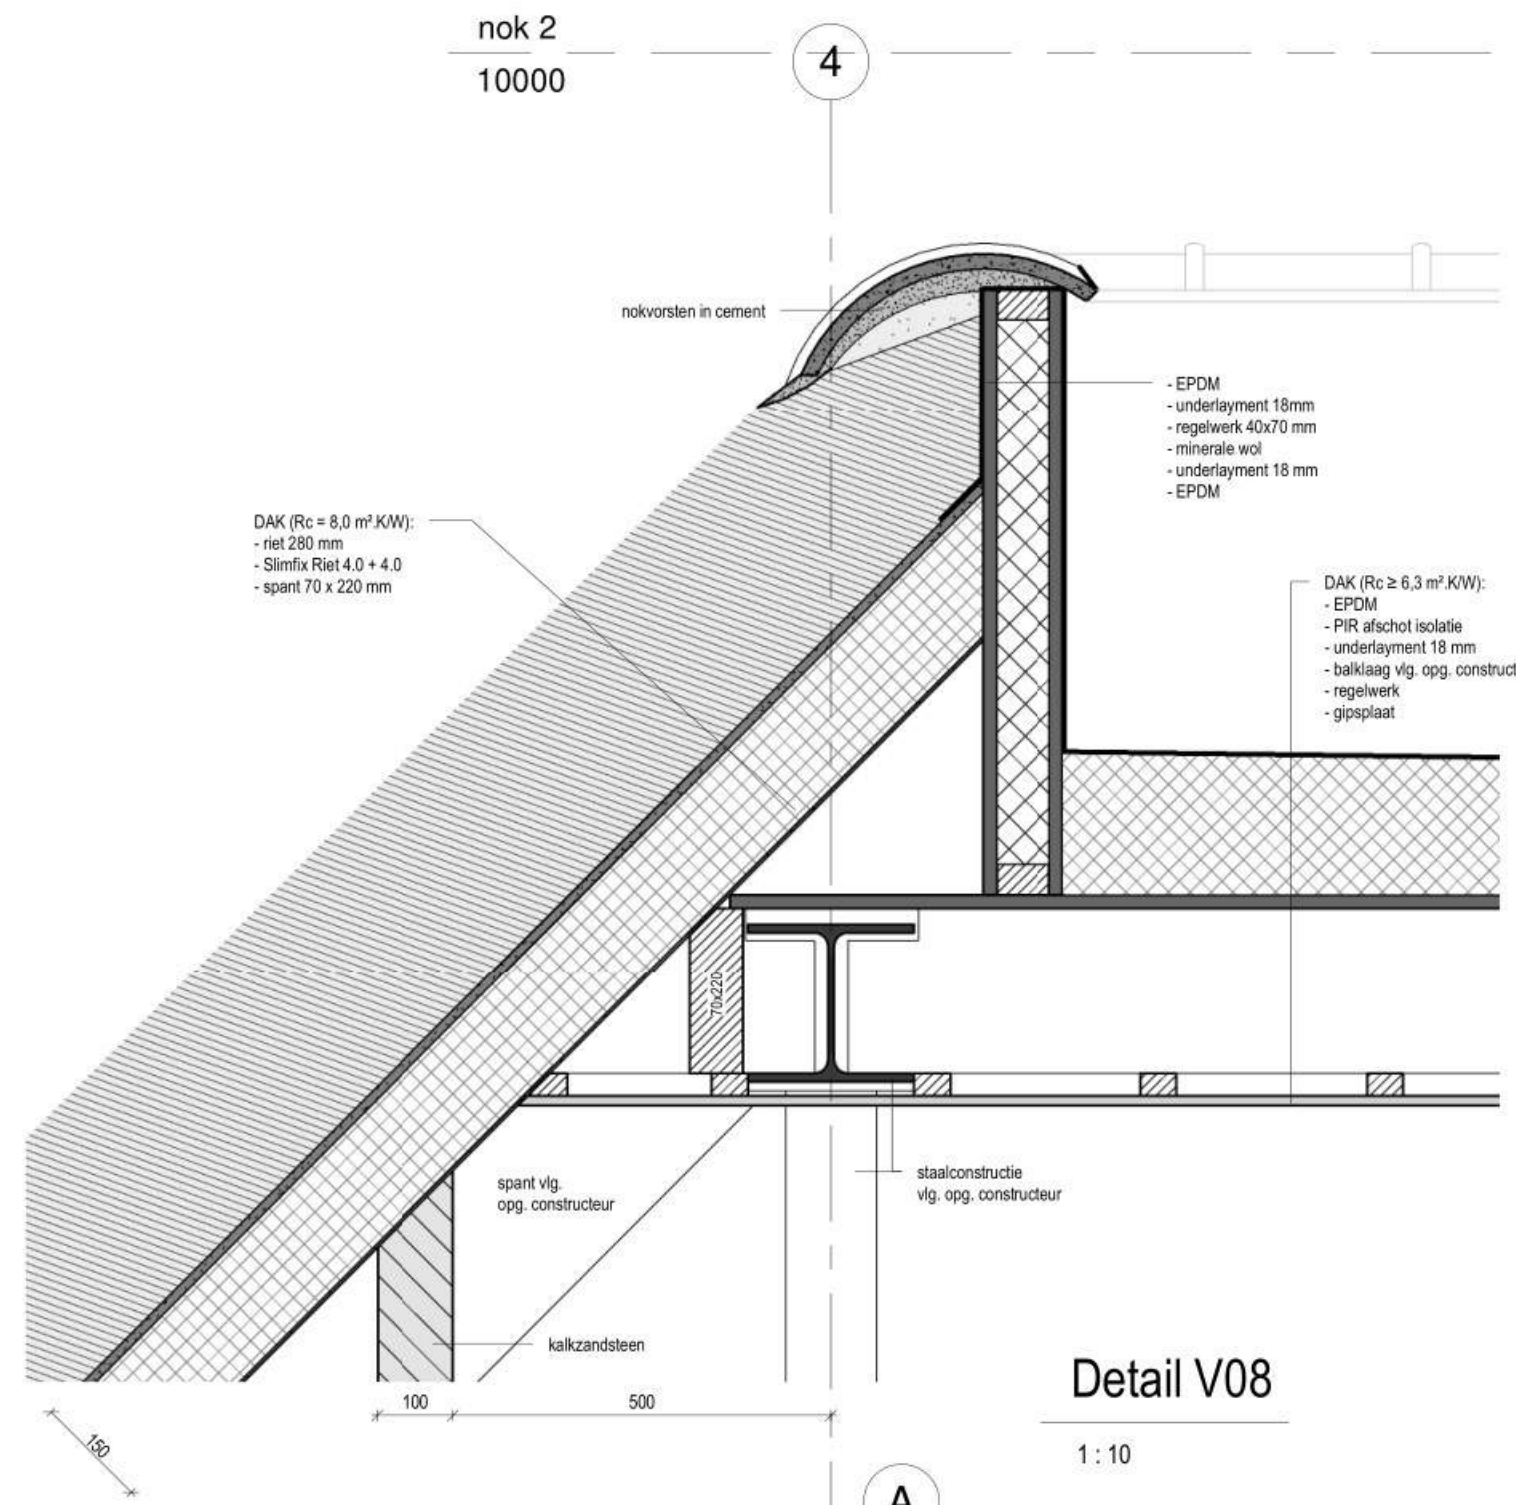 nok 2
10000
4
nokvorsten in cement
- EPDM
- underlayment 18mm
- regelwerk 40x70 mm
- minerale wol
- underlayment 18 mm
- EPDM
DAK (Rc = 8,0 m².K/W):
- riet 280 mm
- Slimfix Riet 4.0 + 4.0
- spant 70 x 220 mm
DAK (Rc ≥ 6,3 m².K/W):
- EPDM
- PIR afschot isolatie
- underlayment 18 mm
- balklaag vlg. opg. construct
- regelwerk
- gipsplaat
70x220
spant vlg.
opg. constructeur
staalconstructie
vlg. opg. constructeur
kalkzandsteen
100
500
150
Detail V08
1 : 10
A